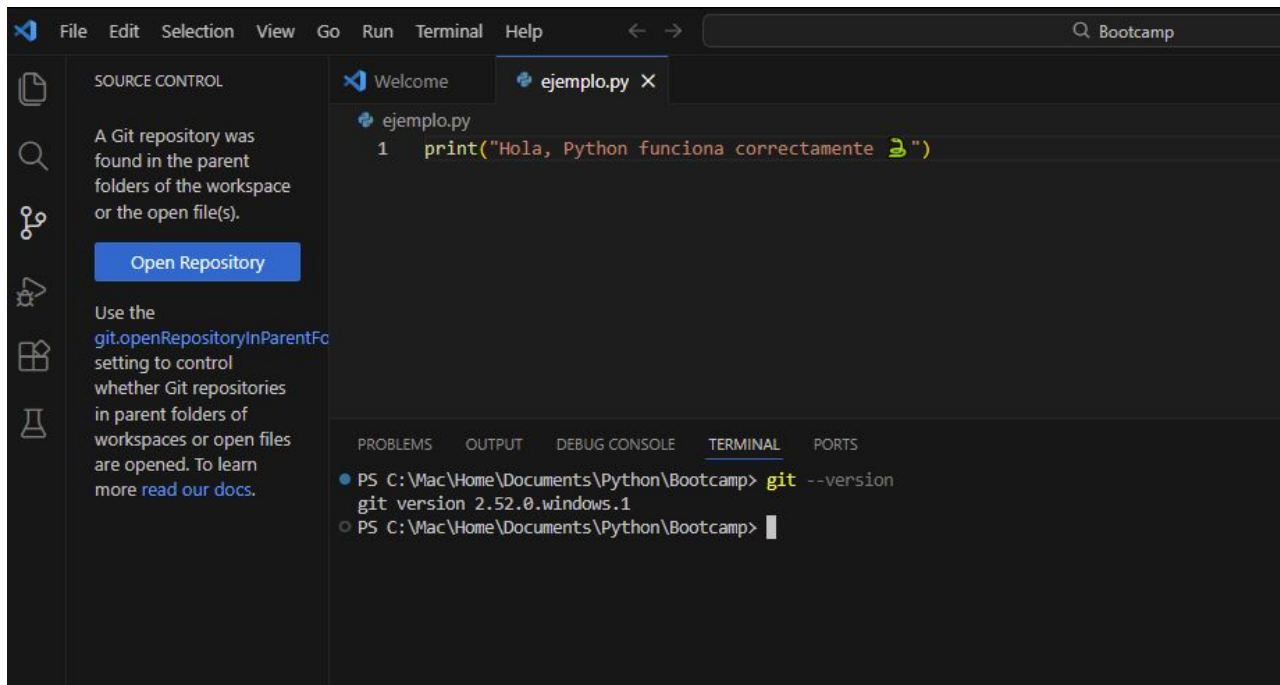 File Edit Selection View Go Run Terminal Help Bootcamp
SOURCE CONTROL
A Git repository was
found in the parent
folders of the workspace
or the open file(s).
Open Repository
Use the
git.openRepositoryInParentFo
setting to control
whether Git repositories
in parent folders of
workspaces or open files
are opened. To learn
more read our docs.
Welcome ejemplo.py
ejemplo.py
1 print("Hola, Python funciona correctamente 🐍")
PROBLEMS OUTPUT DEBUG CONSOLE TERMINAL PORTS
PS C:\Mac\Home\Documents\Python\Bootcamp> git --version
git version 2.52.0.windows.1
PS C:\Mac\Home\Documents\Python\Bootcamp>